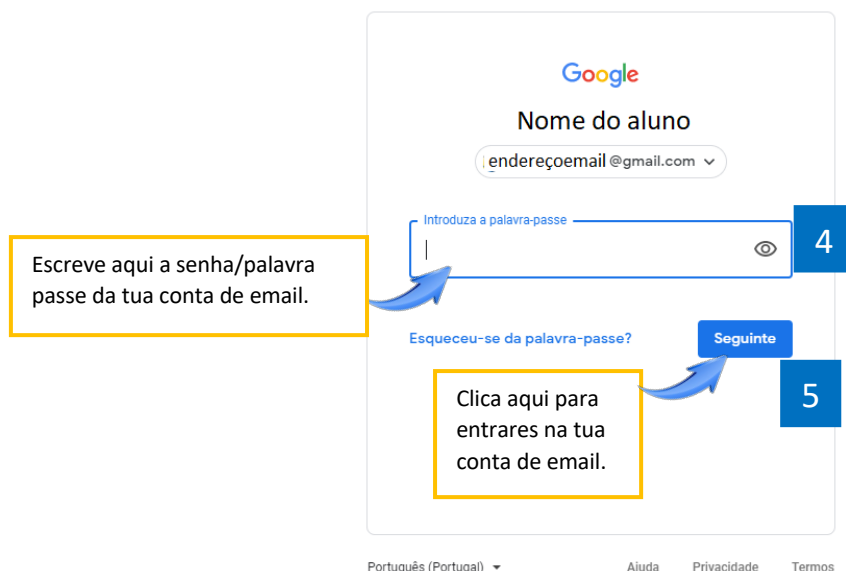 Google
Nome do aluno
endereçoemail @gmail.com
Introduza a palavra-passe
4
Escreve aqui a senha/palavra
passe da tua conta de email.
Esqueceu-se da palavra-passe?
Seguinte
5
Clica aqui para
entrares na tua
conta de email.
Português (Portugal)
Ajuda Privacidade Termos